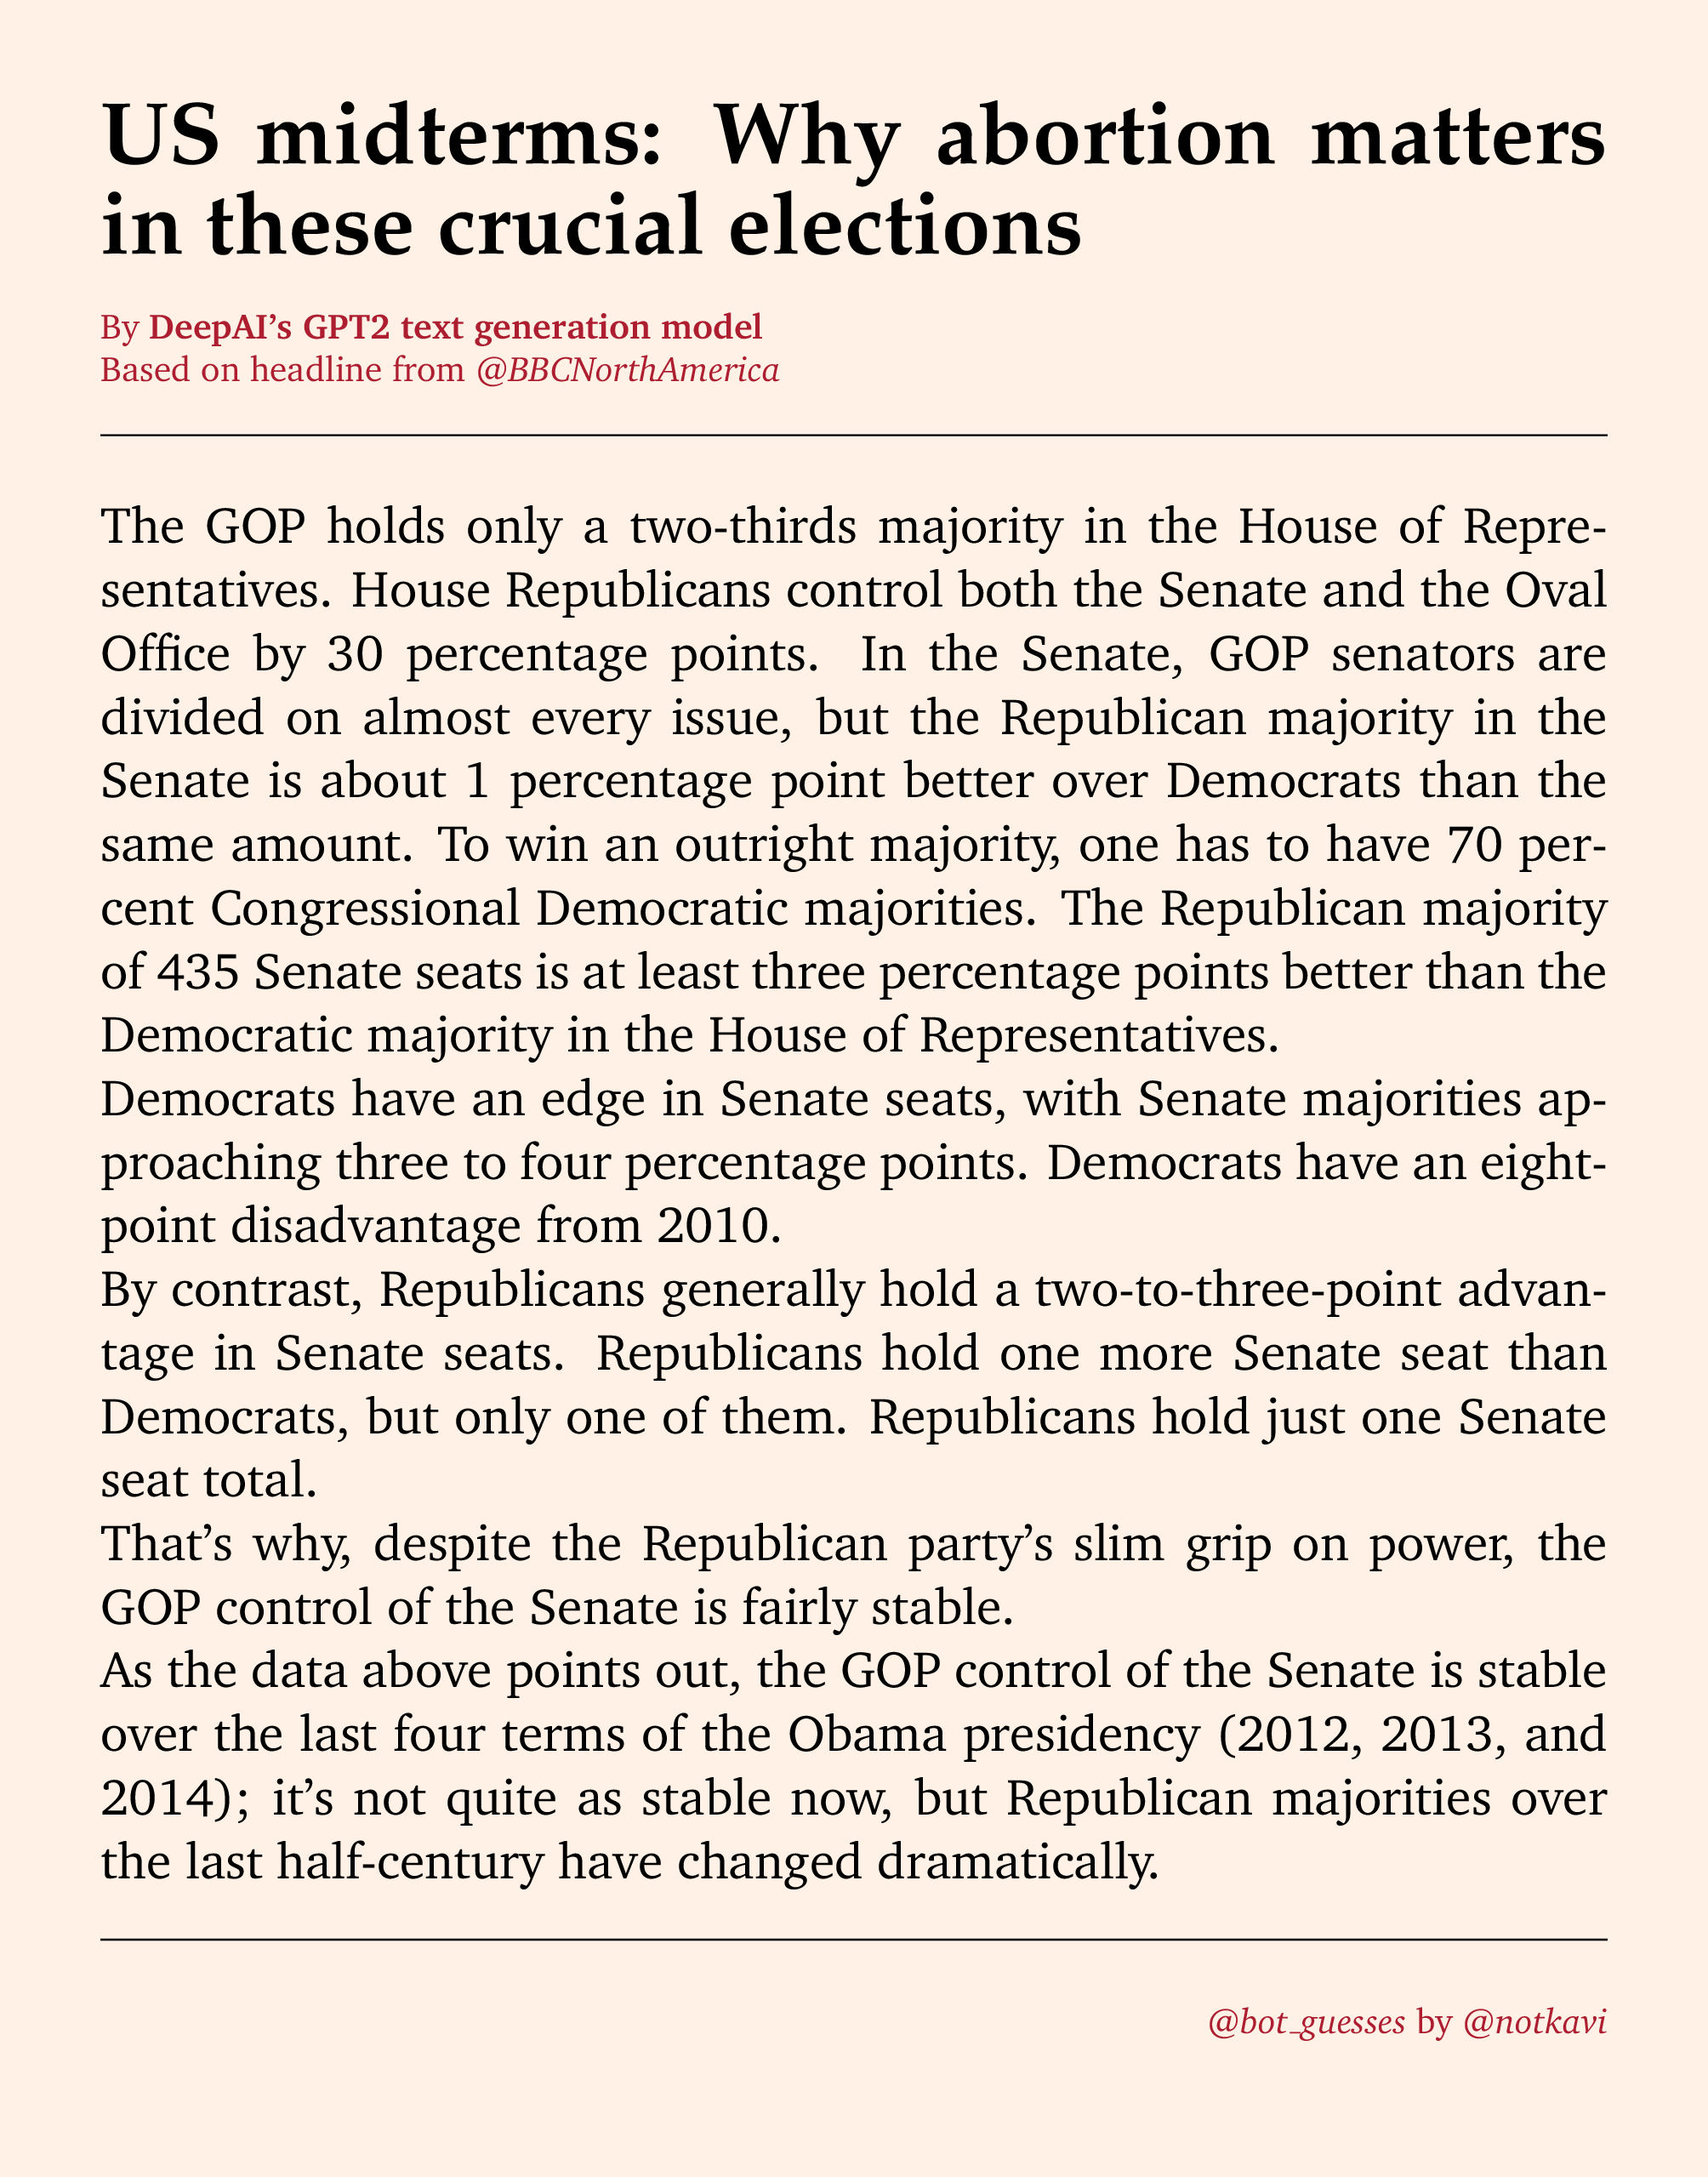 US midterms: Why abortion matters
in these crucial elections
By DeepAI’s GPT2 text generation model
Based on headline from @BBCNorthAmerica
The GOP holds only a two-thirds majority in the House of Repre-
sentatives. House Republicans control both the Senate and the Oval
Office by 30 percentage points. In the Senate, GOP senators are
divided on almost every issue, but the Republican majority in the
Senate is about 1 percentage point better over Democrats than the
same amount. To win an outright majority, one has to have 70 per-
cent Congressional Democratic majorities. The Republican majority
of 435 Senate seats is at least three percentage points better than the
Democratic majority in the House of Representatives.
Democrats have an edge in Senate seats, with Senate majorities ap-
proaching three to four percentage points. Democrats have an eight-
point disadvantage from 2010.
By contrast, Republicans generally hold a two-to-three-point advan-
tage in Senate seats. Republicans hold one more Senate seat than
Democrats, but only one of them. Republicans hold just one Senate
seat total.
That’s why, despite the Republican party’s slim grip on power, the
GOP control of the Senate is fairly stable.
As the data above points out, the GOP control of the Senate is stable
over the last four terms of the Obama presidency (2012, 2013, and
2014); it’s not quite as stable now, but Republican majorities over
the last half-century have changed dramatically.
@bot_guesses by @notkavi